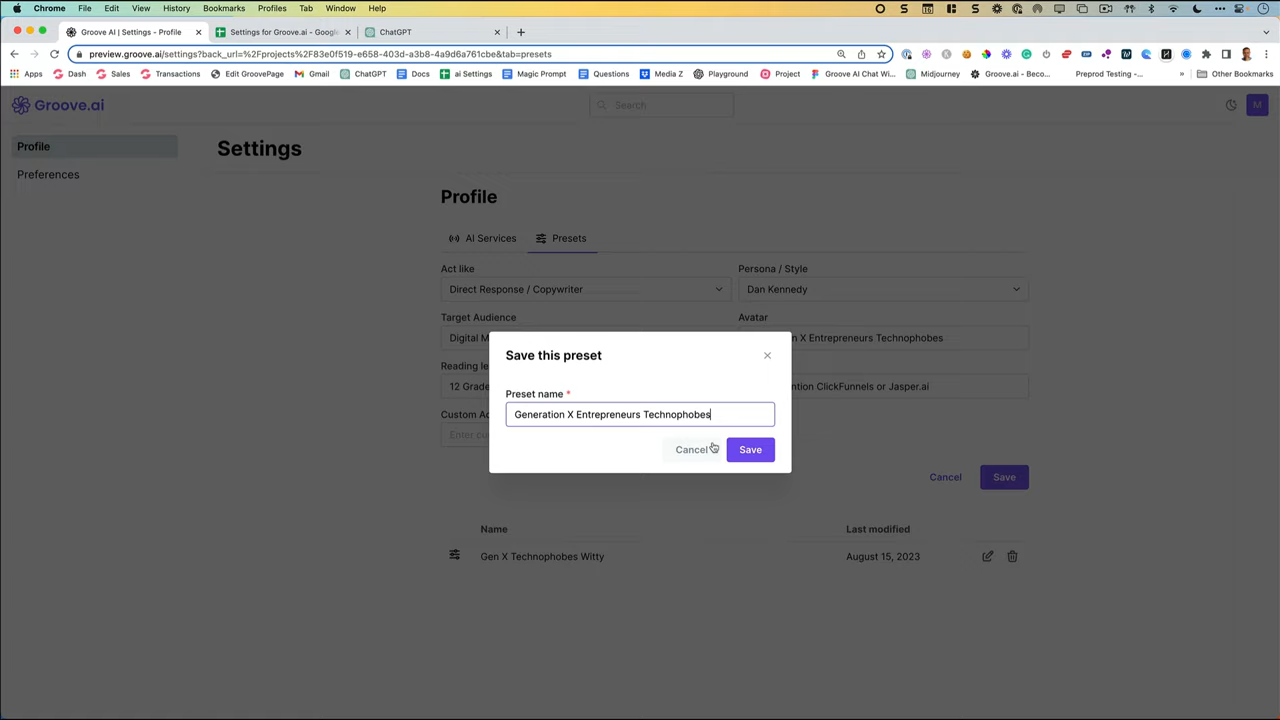 Chrome File Edit View History Bookmarks Profiles Tab Window Help
Groove AI | Settings - Profile Settings for Groove.ai - Google ChatGPT
preview.groove.ai/settings?back_url=%2Fprojects%2F83e0f519-e658-403d-a3b8-4a9d6a761cbe&tab=presets
Apps Dash Sales Transactions Edit GroovePage Gmail ChatGPT Docs ai Settings Magic Prompt Questions Media Z Playground Project Groove AI Chat Wi... Midjourney Groove.ai - Beco... Preprod Testing -... » Other Bookmarks
Groove.ai Search M
Profile
Preferences
Settings
Profile
AI Services Presets
Act like Persona / Style
Direct Response / Copywriter Dan Kennedy
Target Audience Avatar
Digital M n X Entrepreneurs Technophobes
Save this preset
Reading le
12 Grade ntion ClickFunnels or Jasper.ai
Preset name *
Custom Ac
Generation X Entrepreneurs Technophobes
Enter cu
Cancel Save
Cancel Save
Name Last modified
Gen X Technophobes Witty August 15, 2023